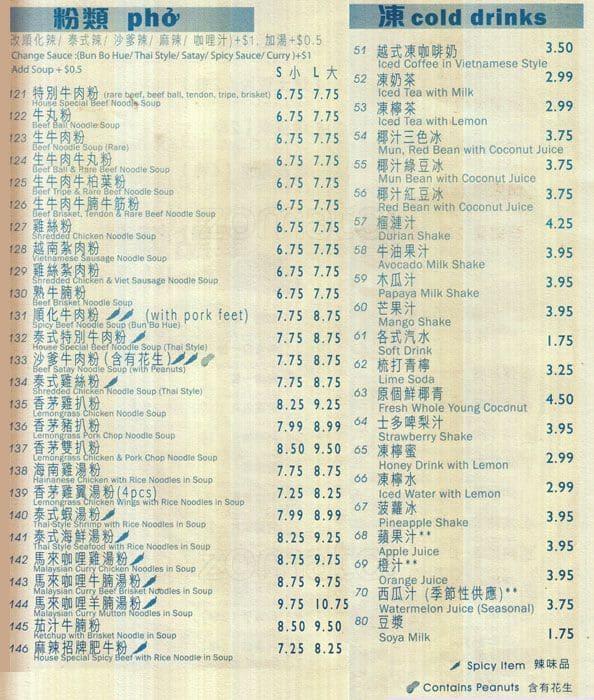 粉類 phở
改順化辣/ 泰式辣/ 沙爹辣/ 麻辣/ 咖哩汁)+$1, 加湯+$0.5
Change Sauce :(Bun Bo Hue/ Thai Style/ Satay/ Spicy Sauce/ Curry )+$1
Add Soup + $0.5
S 小 L 大
121 特別牛肉粉 (rare beef, beef ball, tendon, tripe, brisket) 6.75 7.75
House Special Beef Noodle Soup
122 牛丸粉 6.75 7.75
Beef Ball Noodle Soup
123 生牛肉粉 6.75 7.75
Beef Noodle Soup (Rare)
124 生牛肉牛丸粉 6.75 7.75
Beef Ball & Rare Beef Noodle Soup
125 生牛肉牛柏葉粉 6.75 7.75
Beef Tripe & Rare Beef Noodle Soup
126 生牛肉牛腩牛筋粉 6.75 7.75
Beef Brisket, Tendon & Rare Beef Noodle Soup
127 雞絲粉 6.75 7.75
Shredded Chicken Noodle Soup
128 越南紮肉粉 6.75 7.75
Vietnamese Sausage Noodle Soup
129 雞絲紮肉粉 6.75 7.75
Shredded Chicken & Viet Sausage Noodle Soup
130 熟牛腩粉 6.75 7.75
Beef Brisket Noodle Soup
131 順化牛肉粉 (with pork feet) 7.75 8.75
Spicy Beef Noodle Soup (Bun Bo Hue)
132 泰式特別牛肉粉 7.75 8.75
House Special Beef Noodle Soup (Thai Style)
133 沙爹牛肉粉 (含有花生) 7.75 8.75
Beef Satay Noodle Soup (with Peanuts)
134 泰式雞絲粉 7.75 8.75
Shredded Chicken Noodle Soup (Thai Style)
135 香茅雞扒粉 8.25 9.25
Lemongrass Chicken Noodle Soup
136 香茅豬扒粉 7.99 8.99
Lemongrass Pork Chop Noodle Soup
137 香茅雙扒粉 8.50 9.50
Lemongrass Chicken & Pork Chop Noodle Soup
138 海南雞湯粉 7.75 8.75
Hainanese Chicken with Rice Noodles in Soup
139 香茅雞翼湯粉(4pcs) 7.25 8.25
Lemongrass Chicken Wings with Rice Noodles in Soup
140 泰式蝦湯粉 7.99 8.99
Thai-Style Shrimp with Rice Noodles in Soup
141 泰式海鮮湯粉 8.25 9.25
Thai Style Seafood with Rice Noodles in Soup
142 馬來咖哩雞湯粉 8.75 9.75
Malaysian Curry Chicken Noodles in Soup
143 馬來咖哩牛腩湯粉 8.75 9.75
Malaysian Curry Beef Brisket Noodles in Soup
144 馬來咖哩羊腩湯粉 9.75 10.75
Malaysian Curry Mutton Noodles in Soup
145 茄汁牛腩粉 8.50 9.50
Ketchup with Brisket Noodle in Soup
146 麻辣招牌肥牛粉 7.25 8.25
House Special Spicy Beef with Rice Noodle in Soup
凍 cold drinks
51 越式凍咖啡奶 3.50
Iced Coffee in Vietnamese Style
52 凍奶茶 2.99
Iced Tea with Milk
53 凍檸茶 2.99
Iced Tea with Lemon
54 椰汁三色冰 3.75
Mun, Red Bean with Coconut Juice
55 椰汁綠豆冰 3.75
Mun Bean with Coconut Juice
56 椰汁紅豆冰 3.75
Red Bean with Coconut Juice
57 榴漣汁 4.25
Durian Shake
58 牛油果汁 3.95
Avocado Milk Shake
59 木瓜汁 3.95
Papaya Milk Shake
60 芒果汁 3.95
Mango Shake
61 各式汽水 1.75
Soft Drink
62 梳打青檸 3.25
Lime Soda
63 原個鮮椰青 4.50
Fresh Whole Young Coconut
64 士多啤梨汁 3.95
Strawberry Shake
65 凍檸蜜 2.99
Honey Drink with Lemon
66 凍檸水 2.99
Iced Water with Lemon
67 菠蘿冰 3.95
Pineapple Shake
68 蘋果汁** 3.95
Apple Juice
69 橙汁** 3.95
Orange Juice
70 西瓜汁 (季節性供應)** 3.75
Watermelon Juice (Seasonal)
80 豆漿 1.75
Soya Milk
Spicy Item 辣味品
Contains Peanuts 含有花生